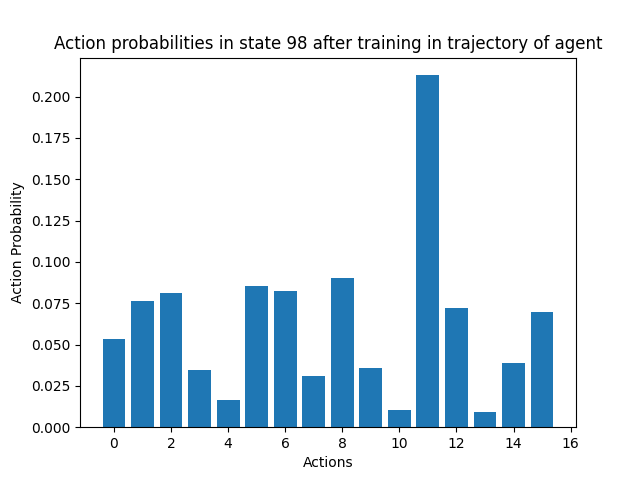 Action probabilities in state 98 after training in trajectory of agent
0.200
0.175
0.150
0.125
0.100
0.075
0.050
0.025
0.000
Action Probability
0 2 4 6 8 10 12 14 16
Actions